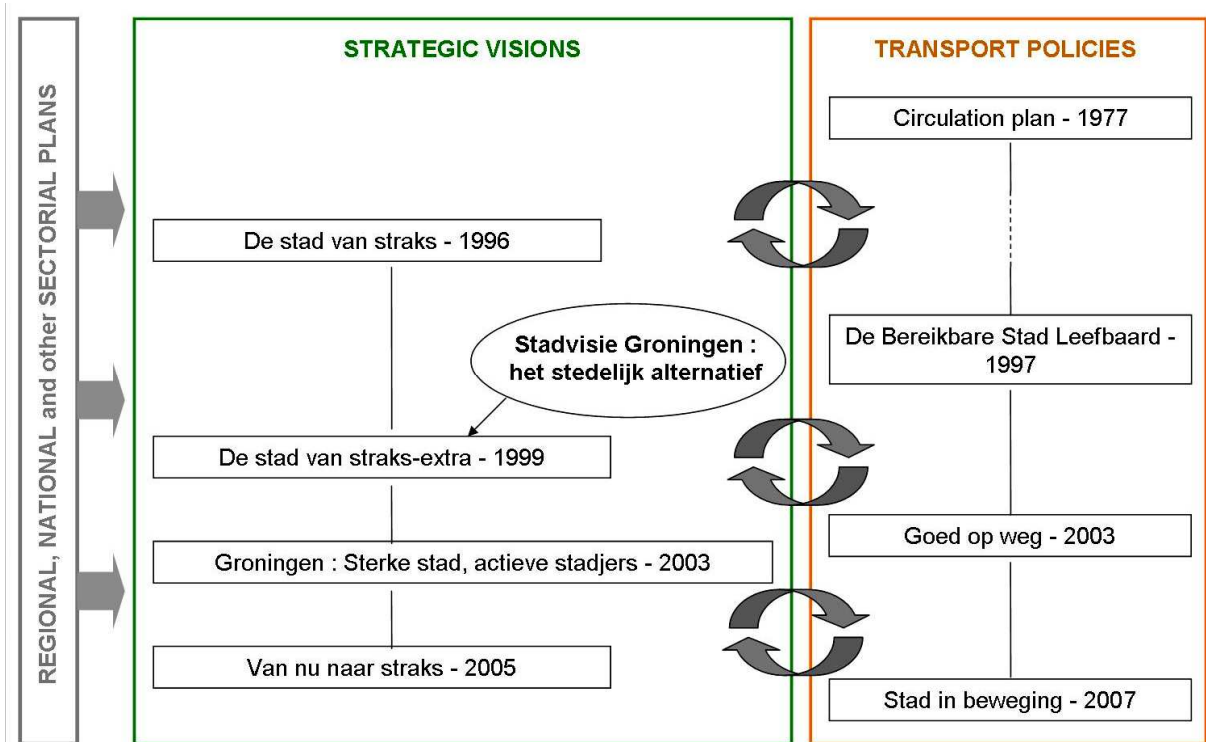 REGIONAL, NATIONAL and other SECTORIAL PLANS
STRATEGIC VISIONS
De stad van straks - 1996
Stadvisie Groningen :
het stedelijk alternatief
De stad van straks-extra - 1999
Groningen : Sterke stad, actieve stadjers - 2003
Van nu naar straks - 2005
TRANSPORT POLICIES
Circulation plan - 1977
De Bereikbare Stad Leefbaard -
1997
Goed op weg - 2003
Stad in beweging - 2007